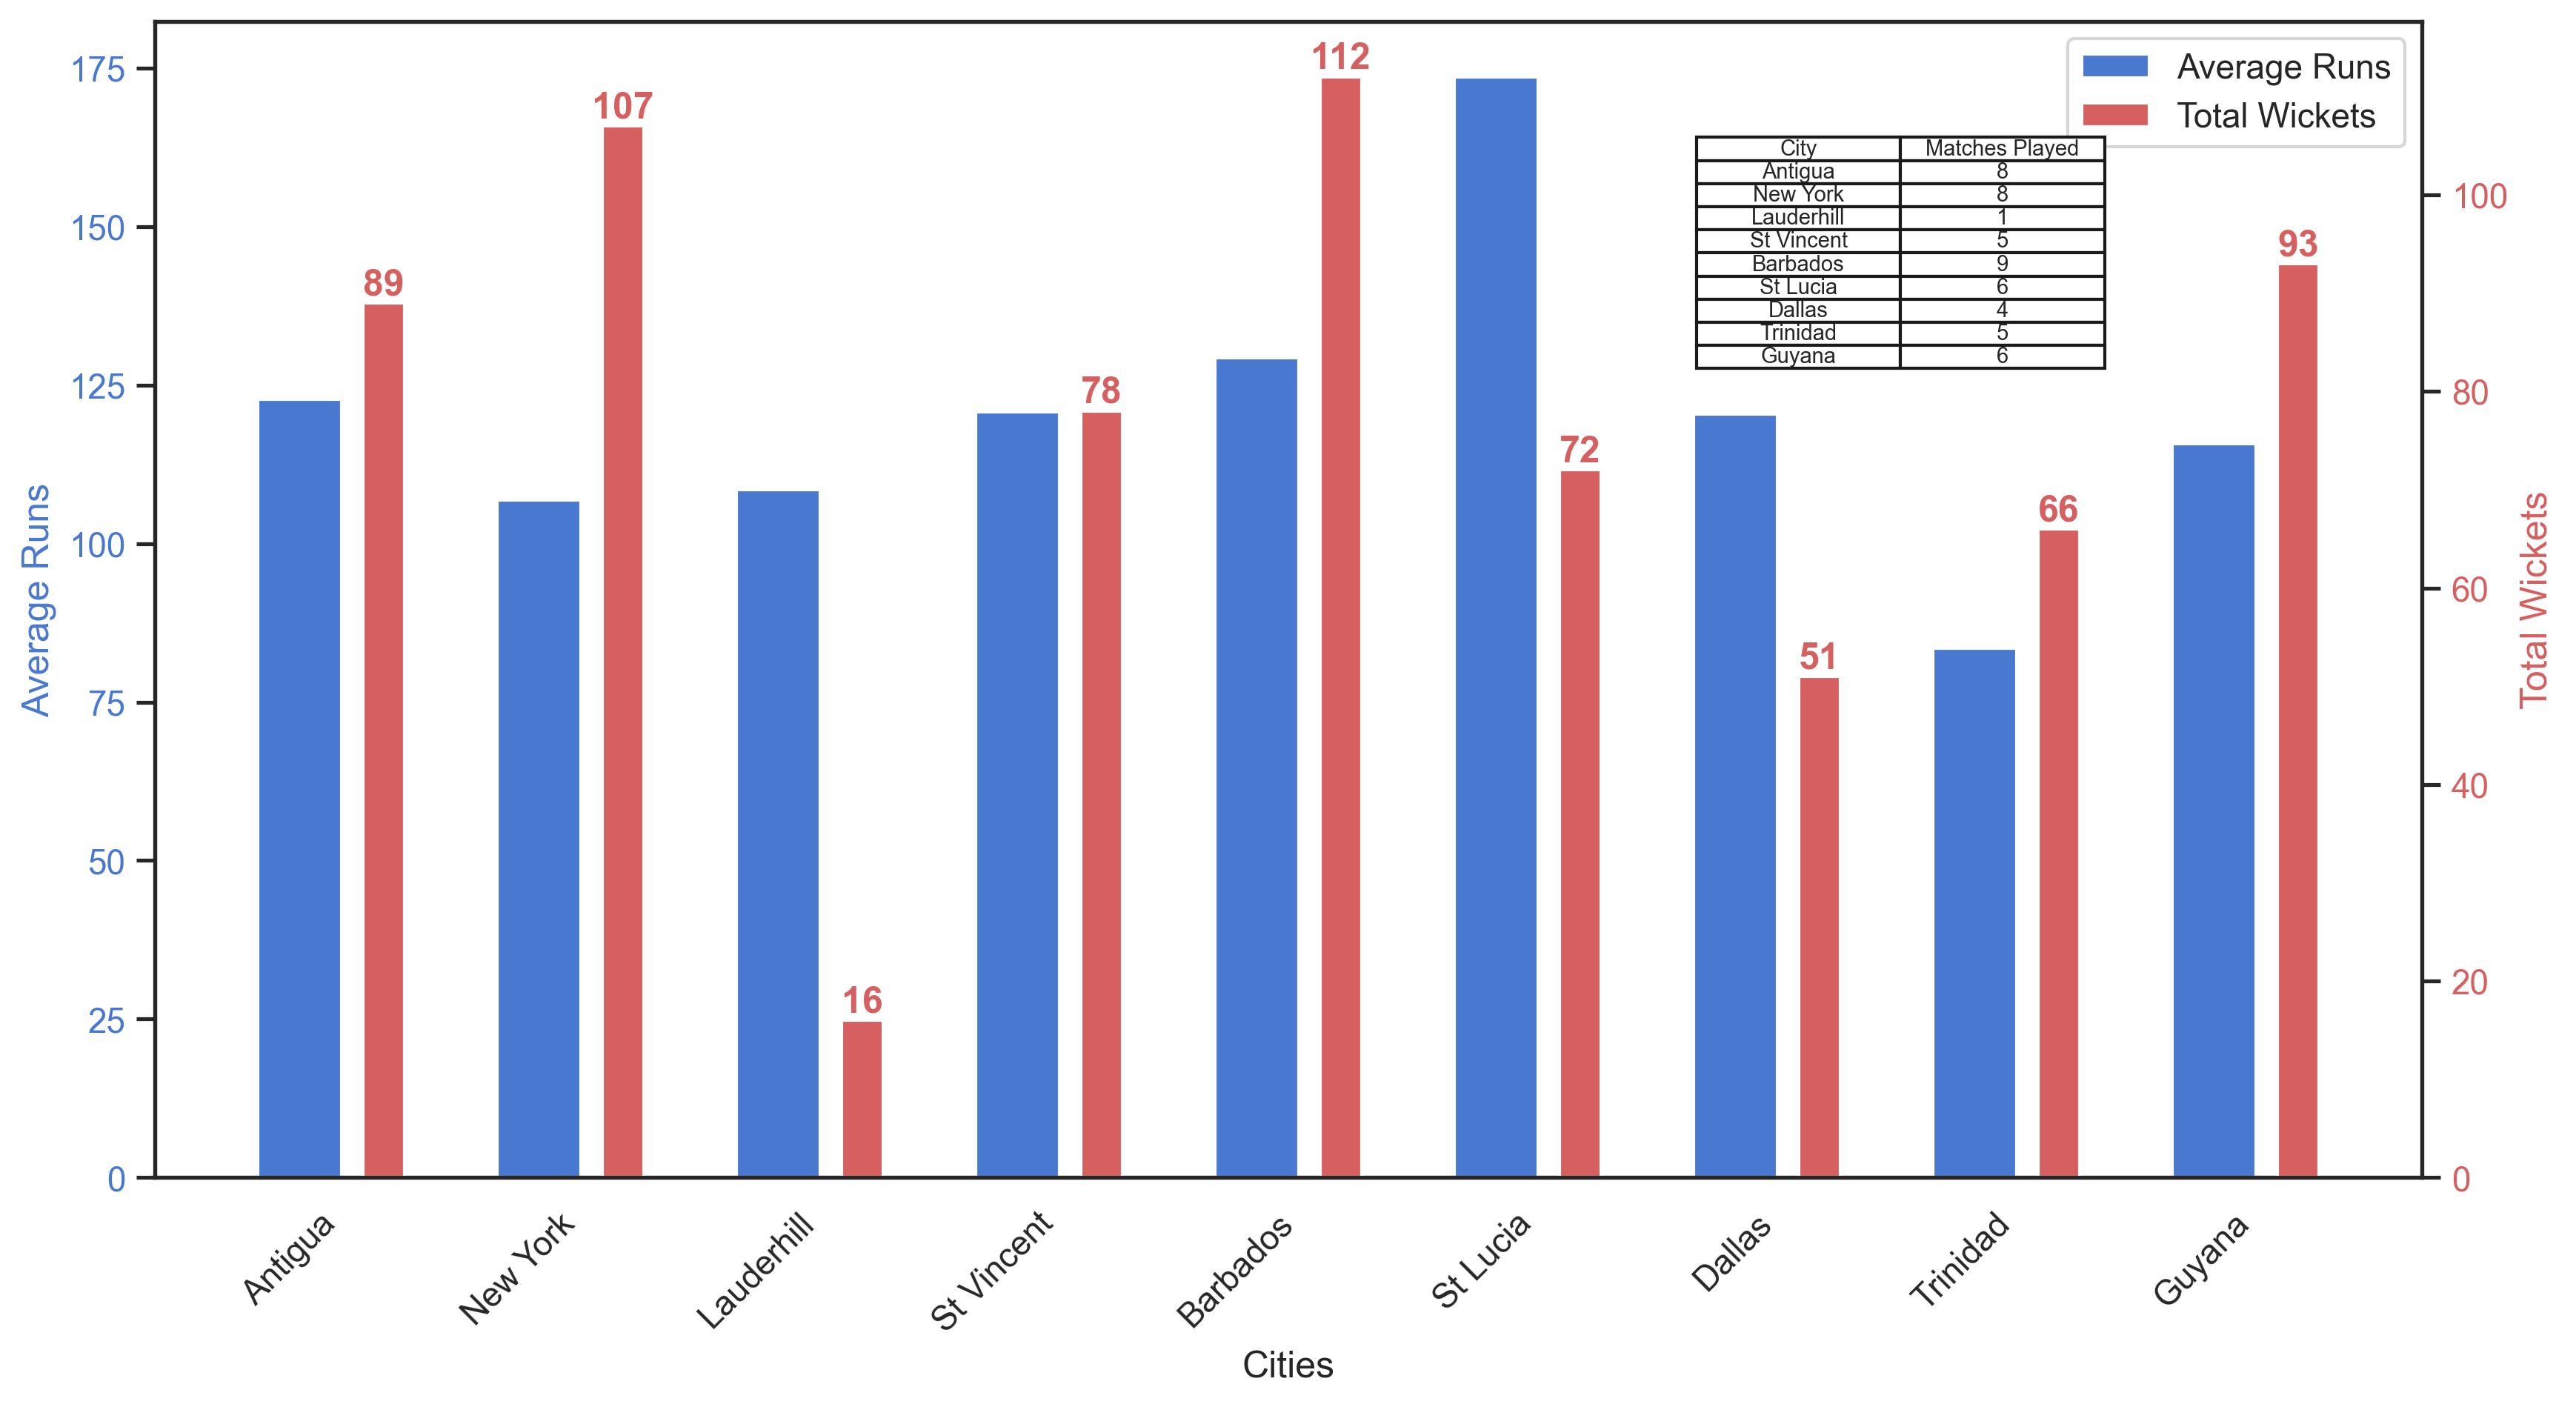 Average Runs
175
150
125
100
75
50
25
0
89
107
16
78
112
72
51
66
93
Average Runs
Total Wickets
City Matches Played
Antigua 8
New York 8
Lauderhill 1
St Vincent 5
Barbados 9
St Lucia 6
Dallas 4
Trinidad 5
Guyana 6
100
80
60
40
20
0
Total Wickets
Antigua
New York
Lauderhill
St Vincent
Barbados
St Lucia
Dallas
Trinidad
Guyana
Cities